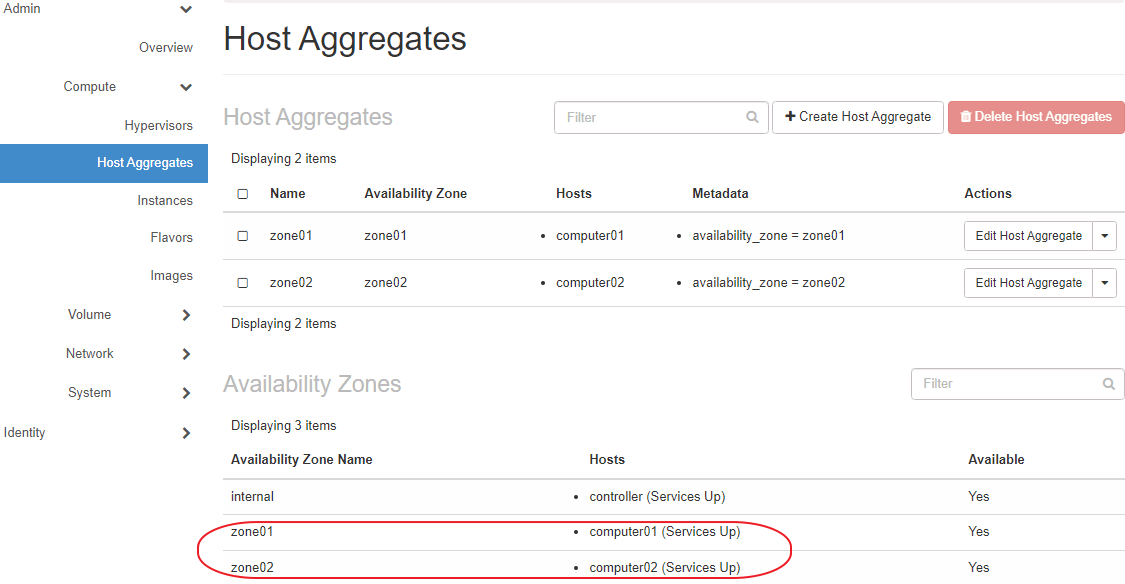 Admin
Overview
Compute
Hypervisors
Host Aggregates
Instances
Flavors
Images
Volume
Network
System
Identity
Host Aggregates
Host Aggregates
Filter
Create Host Aggregate
Delete Host Aggregates
Displaying 2 items
Name Availability Zone Hosts Metadata Actions
zone01 zone01 • computer01 • availability_zone = zone01 Edit Host Aggregate
zone02 zone02 • computer02 • availability_zone = zone02 Edit Host Aggregate
Displaying 2 items
Availability Zones
Filter
Displaying 3 items
Availability Zone Name Hosts Available
internal • controller (Services Up) Yes
zone01 • computer01 (Services Up) Yes
zone02 • computer02 (Services Up) Yes